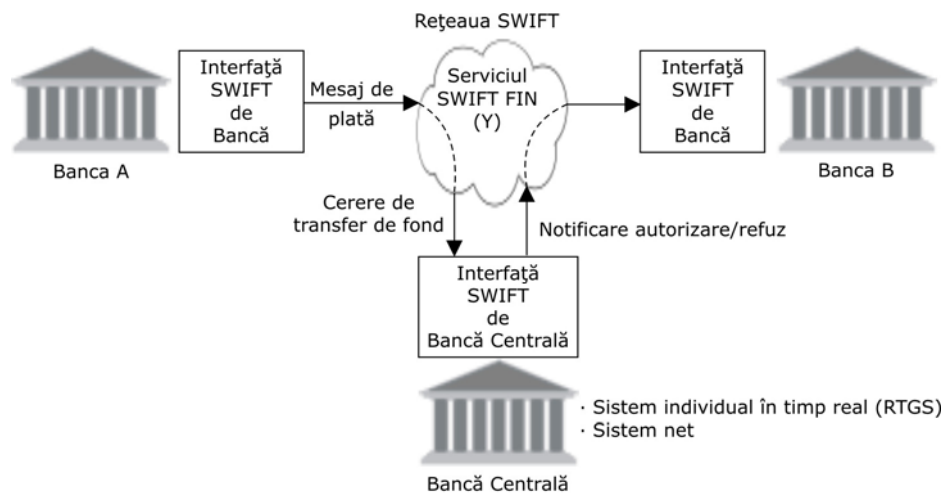 Reţeaua SWIFT
Interfaţă
SWIFT
de
Bancă
Banca A
Mesaj de
plată
Serviciul
SWIFT FIN
(Y)
Interfaţă
SWIFT
de
Bancă
Banca B
Cerere de
transfer de fond
Notificare autorizare/refuz
Interfaţă
SWIFT
de
Bancă Centrală
· Sistem individual în timp real (RTGS)
· Sistem net
Bancă Centrală